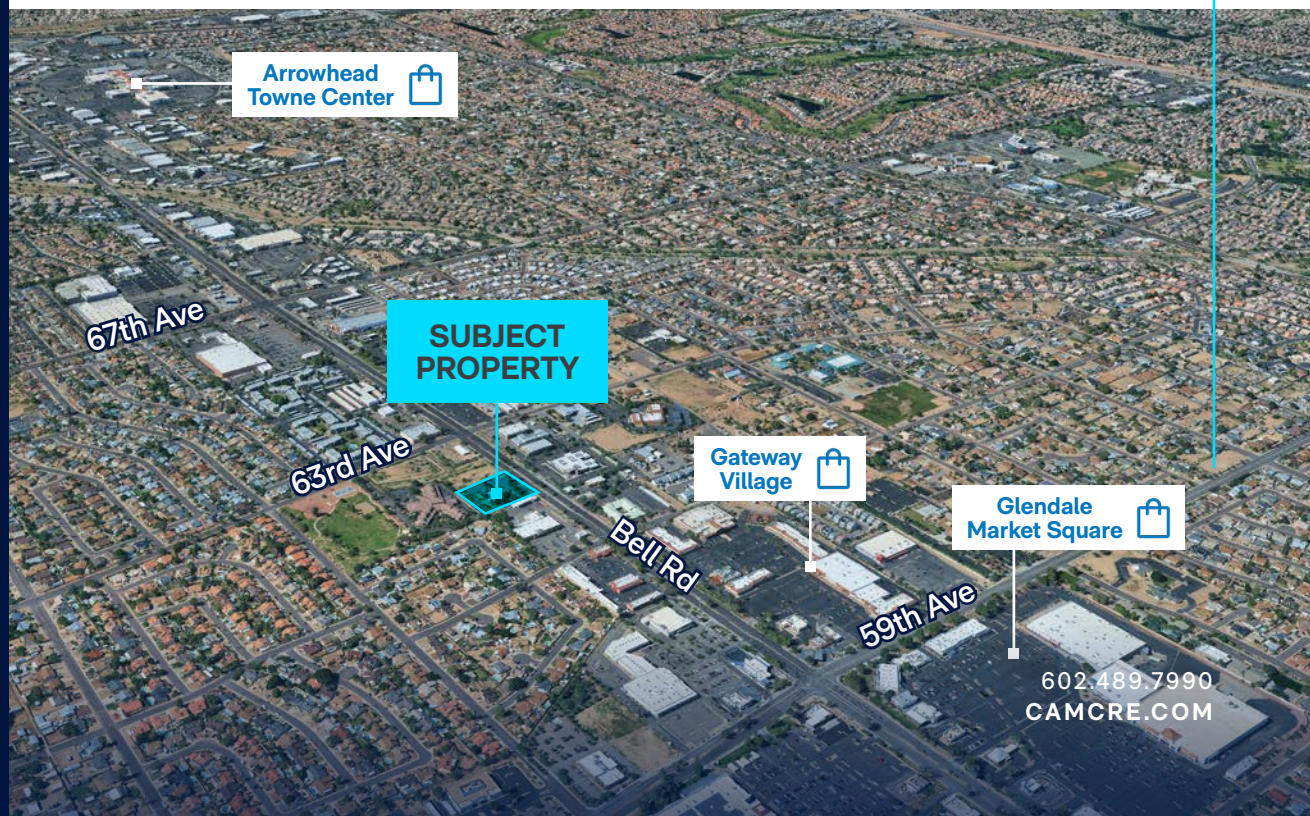 Arrowhead
Towne Center
67th Ave
SUBJECT
PROPERTY
63rd Ave
Gateway
Village
Glendale
Market Square
Bell Rd
59th Ave
602.489.7990
CAMCRE.COM